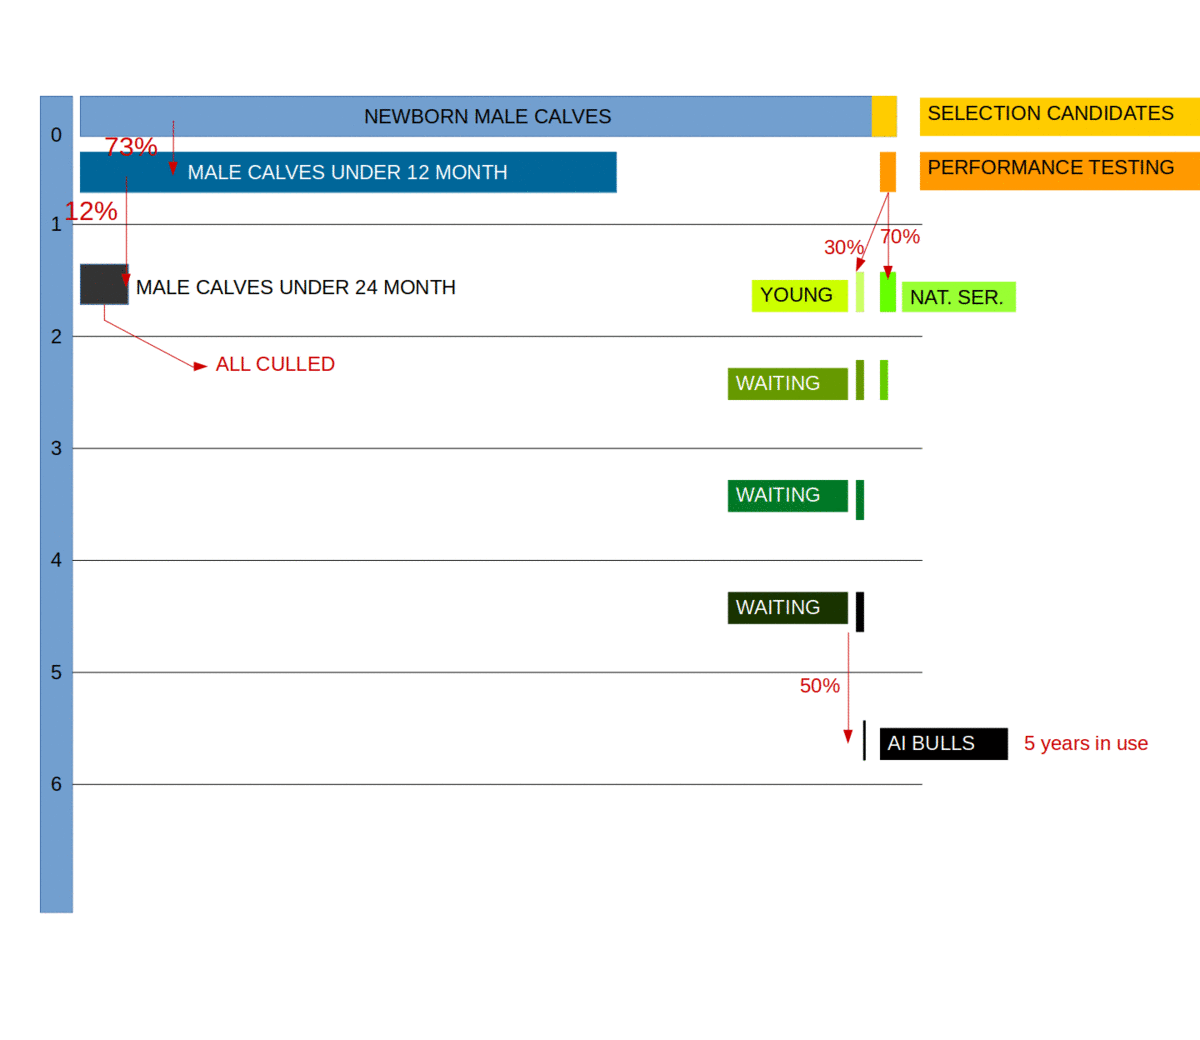 NEWBORN MALE CALVES
SELECTION CANDIDATES
0
73%
MALE CALVES UNDER 12 MONTH
PERFORMANCE TESTING
12%
1
30%
70%
MALE CALVES UNDER 24 MONTH
YOUNG
NAT. SER.
2
ALL CULLED
WAITING
3
WAITING
4
WAITING
5
50%
AI BULLS
5 years in use
6